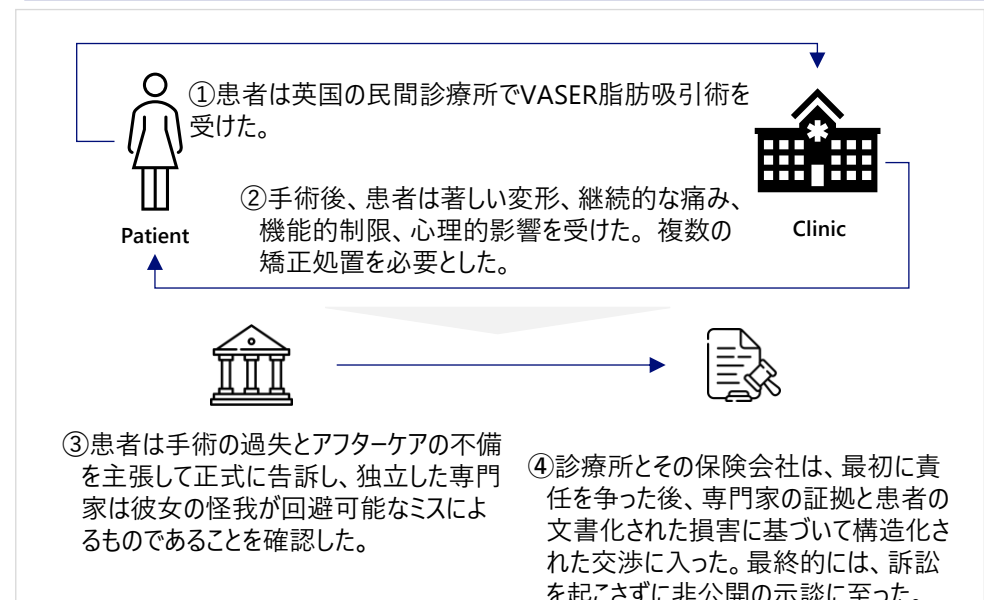 ①患者は英国の民間診療所でVASER脂肪吸引術を
受けた。
②手術後、患者は著しい変形、継続的な痛み、
機能的制限、心理的影響を受けた。 複数の
矯正処置を必要とした。
Patient
Clinic
③患者は手術の過失とアフターケアの不備
を主張して正式に告訴し、独立した専門
家は彼女の怪我が回避可能なミスによ
るものであることを確認した。
④診療所とその保険会社は、最初に責
任を争った後、専門家の証拠と患者の
文書化された損害に基づいて構造化さ
れた交渉に入った。最終的には、訴訟
を起こさずに非公開の示談に至った。